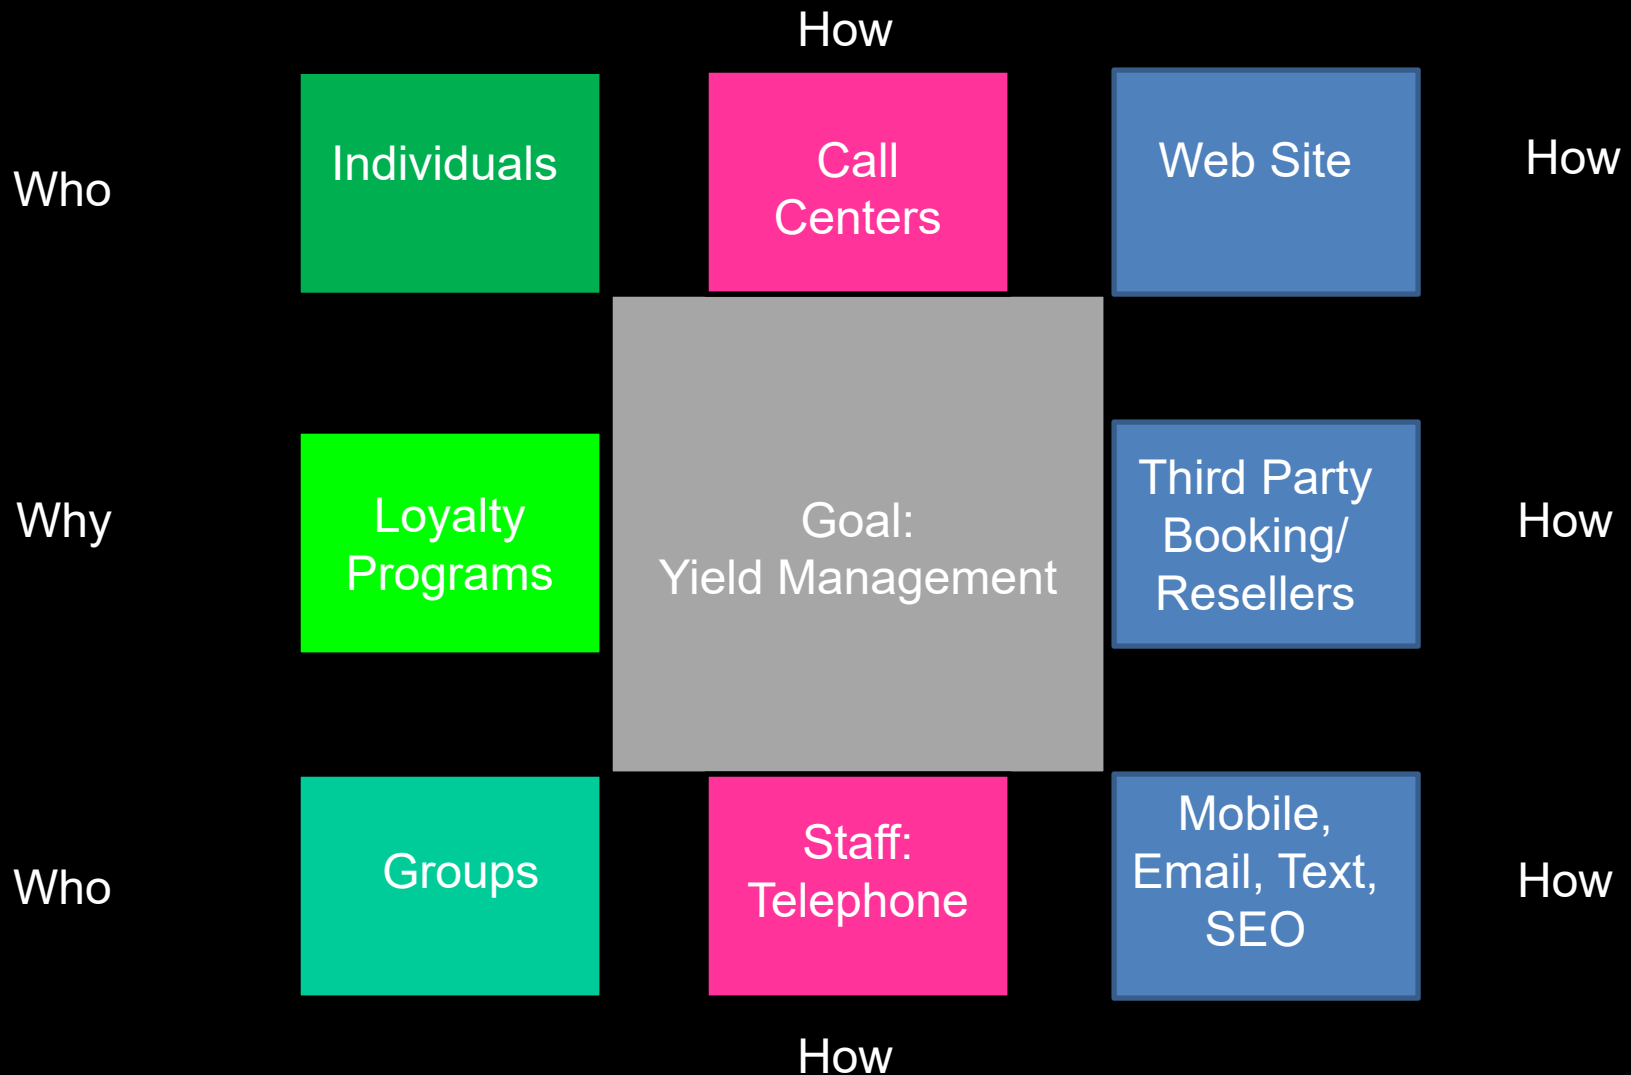 How
Who
Individuals
Call
Centers
Web Site
How
Why
Loyalty
Programs
Goal:
Yield Management
Third Party
Booking/
Resellers
How
Who
Groups
Staff:
Telephone
Mobile,
Email, Text,
SEO
How
How